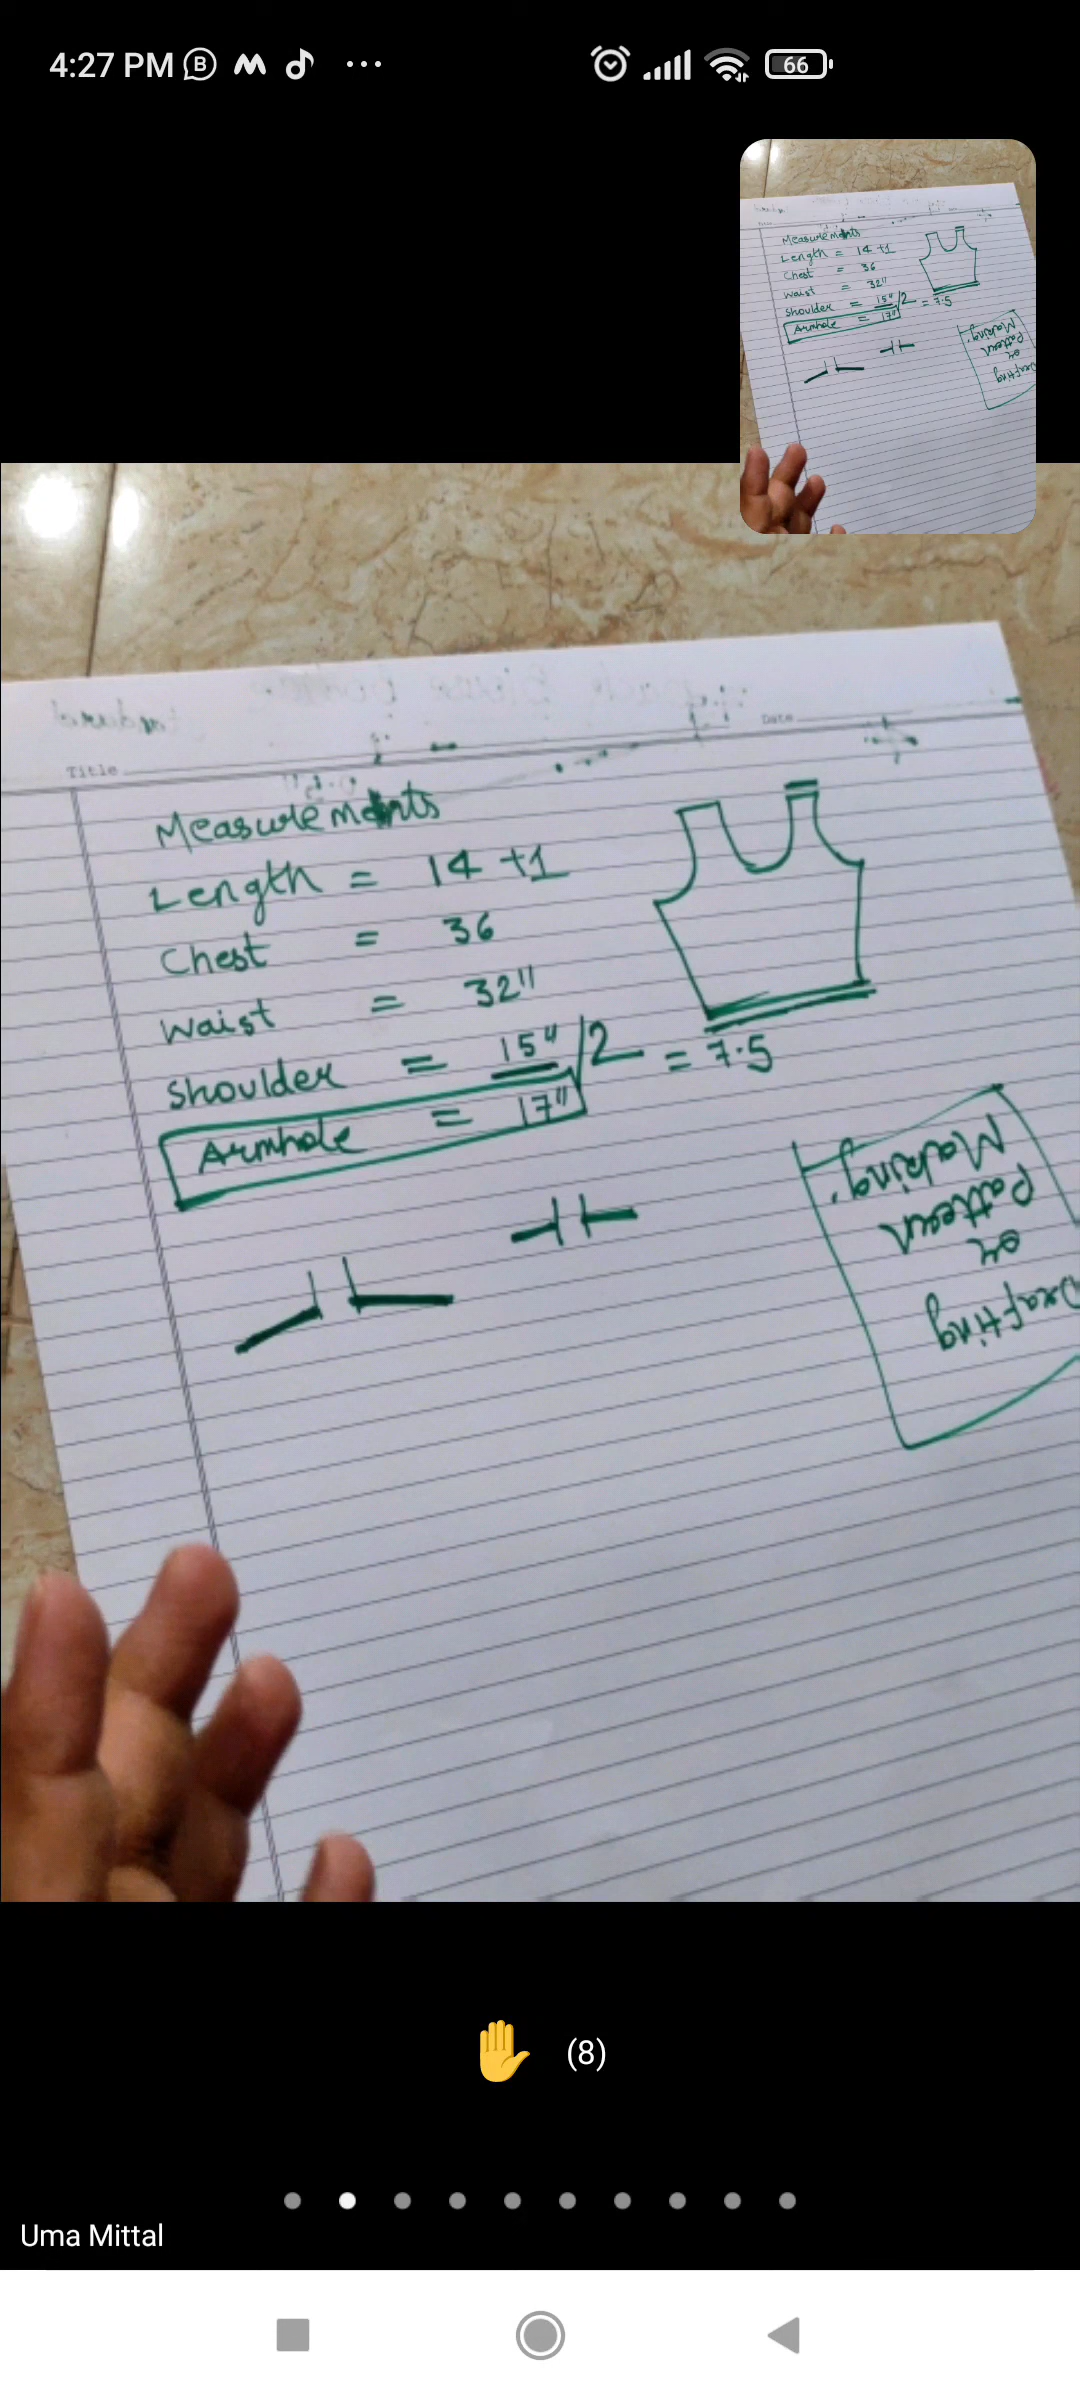 4:27 PM
66
Title
Date
Measurements
Length = 14 +1
Chest = 36
Waist = 32"
Shoulder = 15"/2 = 7.5
Armhole = 17"
Drafting
or
Pattern
Making.
(8)
Uma Mittal